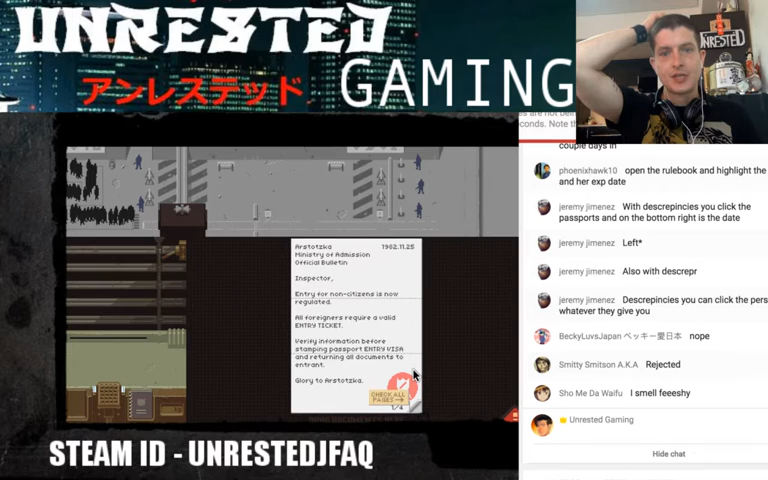 UNRESTED
アンレステッド
GAMING
UNRESTED
conds. Note th
couple days in
phoenixhawk10 open the rulebook and highlight the
and her exp date
jeremy jimenez With descrepincies you click the
passports and on the bottom right is the date
jeremy jimenez Left*
jeremy jimenez Also with descrepr
jeremy jimenez Descrepincies you can click the pers
whatever they give you
BeckyLuvsJapan ベッキー愛日本 nope
Smitty Smitson A.K.A Rejected
Sho Me Da Waifu I smell feeeshy
Unrested Gaming
Hide chat
Arstotzka 1982.11.25
Ministry of Admission
Official Bulletin
Inspector,
Entry for non-citizens is now
regulated.
All foreigners require a valid
ENTRY TICKET.
Verify information before
stamping passport ENTRY VISA
and returning all documents to
entrant.
Glory to Arstotzka.
CHECK ALL
PAGES→
1/4
STEAM ID - UNRESTEDJFAQ